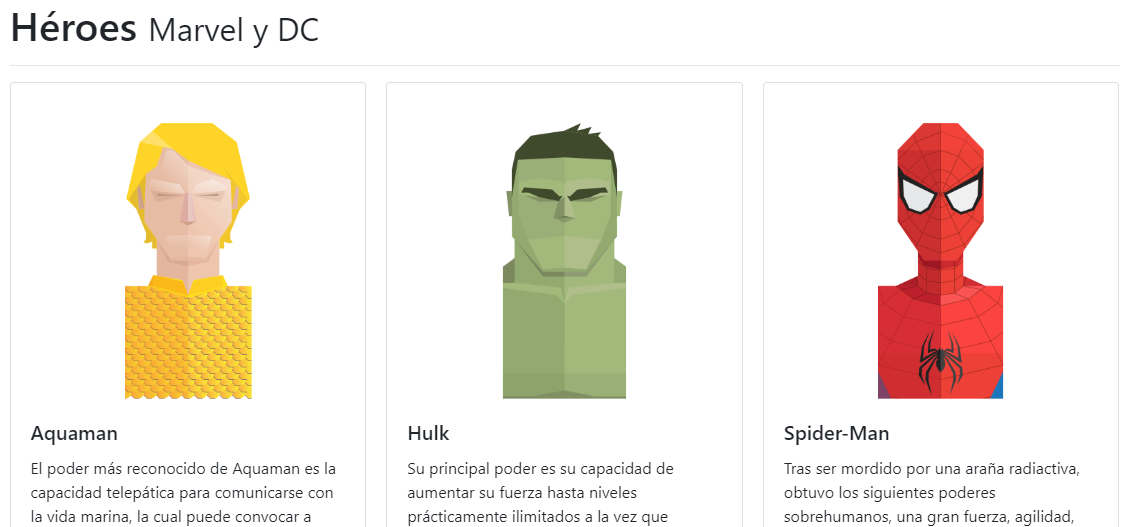 Héroes Marvel y DC
Aquaman
El poder más reconocido de Aquaman es la
capacidad telepática para comunicarse con
la vida marina, la cual puede convocar a
Hulk
Su principal poder es su capacidad de
aumentar su fuerza hasta niveles
prácticamente ilimitados a la vez que
Spider-Man
Tras ser mordido por una araña radiactiva,
obtuvo los siguientes poderes
sobrehumanos, una gran fuerza, agilidad,